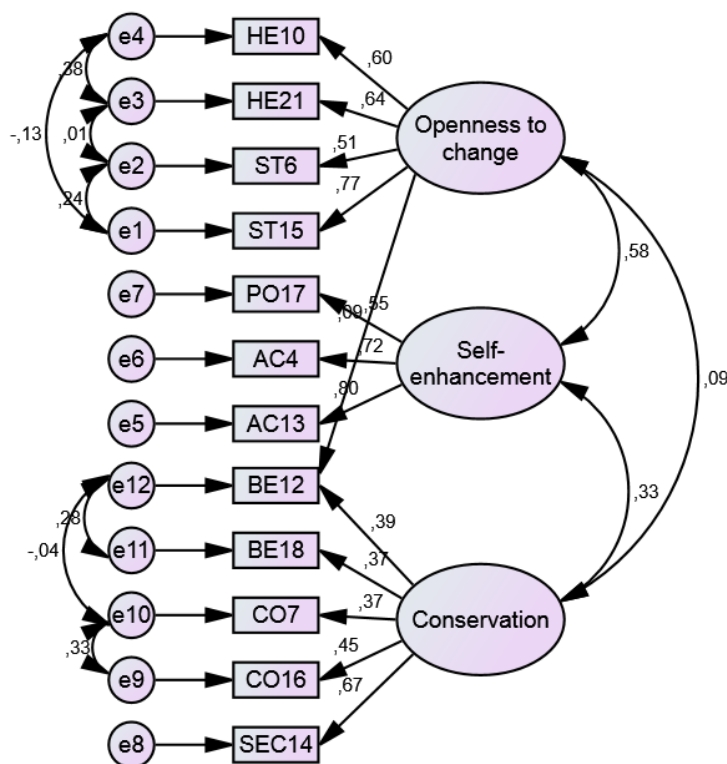 e4
HE10
,60
,38
e3
HE21
,64
Openness to
change
-,13
,01
,51
e2
ST6
,77
,24
e1
ST15
,58
e7
PO17
,09
,55
e6
AC4
,72
Self-
enhancement
,09
,80
e5
AC13
e12
BE12
,33
,28
,39
-,04
e11
BE18
,37
e10
CO7
,37
Conservation
,33
,45
e9
CO16
,67
e8
SEC14